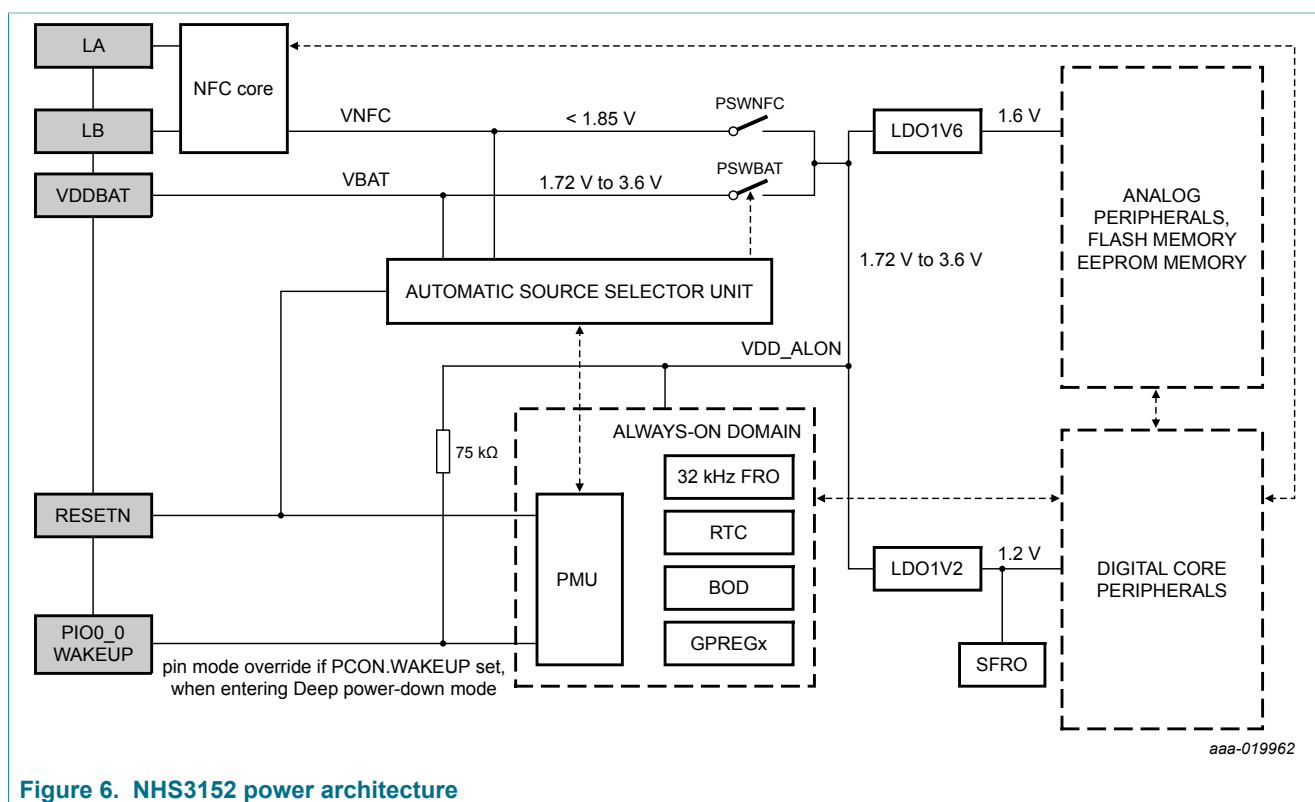 LA
NFC core
LB
VNFC
< 1.85 V
PSWNFC
LDO1V6
1.6 V
VDDBAT
VBAT
1.72 V to 3.6 V
PSWBAT
ANALOG
PERIPHERALS,
FLASH MEMORY
EEPROM MEMORY
1.72 V to 3.6 V
AUTOMATIC SOURCE SELECTOR UNIT
VDD_ALON
75 kΩ
ALWAYS-ON DOMAIN
32 kHz FRO
RTC
BOD
GPREGx
PMU
RESETN
LDO1V2
1.2 V
DIGITAL CORE
PERIPHERALS
SFRO
PIO0_0
WAKEUP
pin mode override if PCON.WAKEUP set,
when entering Deep power-down mode
aaa-019962
Figure 6. NHS3152 power architecture